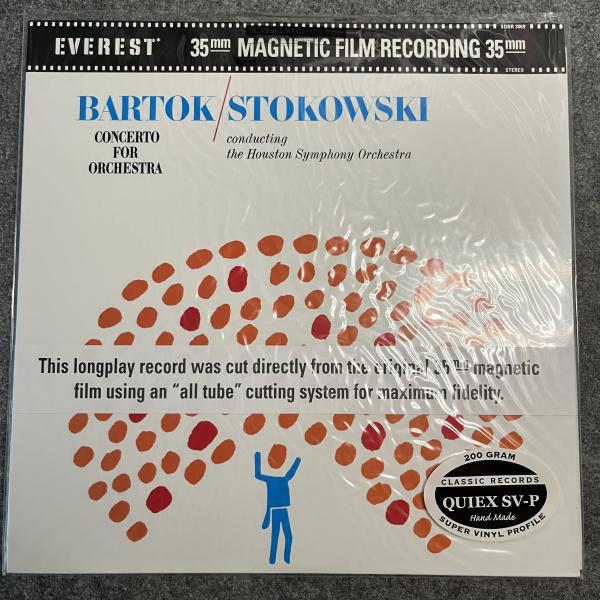 EVEREST
35mm MAGNETIC FILM RECORDING 35mm
STEREO
BARTOK/STOKOWSKI
CONCERTO
FOR
ORCHESTRA
conducting
the Houston Symphony Orchestra
This longplay record was cut directly from the original 35 mm magnetic
film using an “all tube” cutting system for maximum fidelity.
200 GRAM
CLASSIC RECORDS
QUIEX SV-P
Hand Made
SUPER VINYL PROFILE